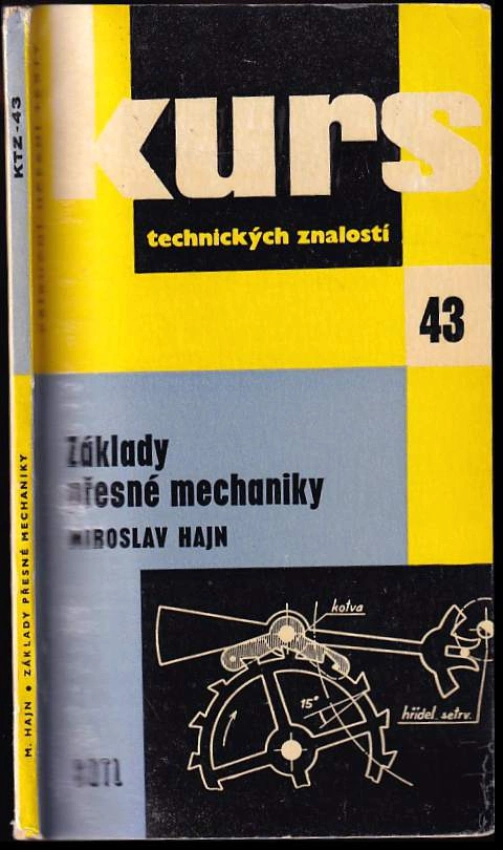 KTZ-43
M. HAJN • ZÁKLADY PŘESNÉ MECHANIKY
kurs
technických znalostí
43
Základy
přesné mechaniky
MIROSLAV HAJN
kotva
15°
hřídel. setrv.
SNTL